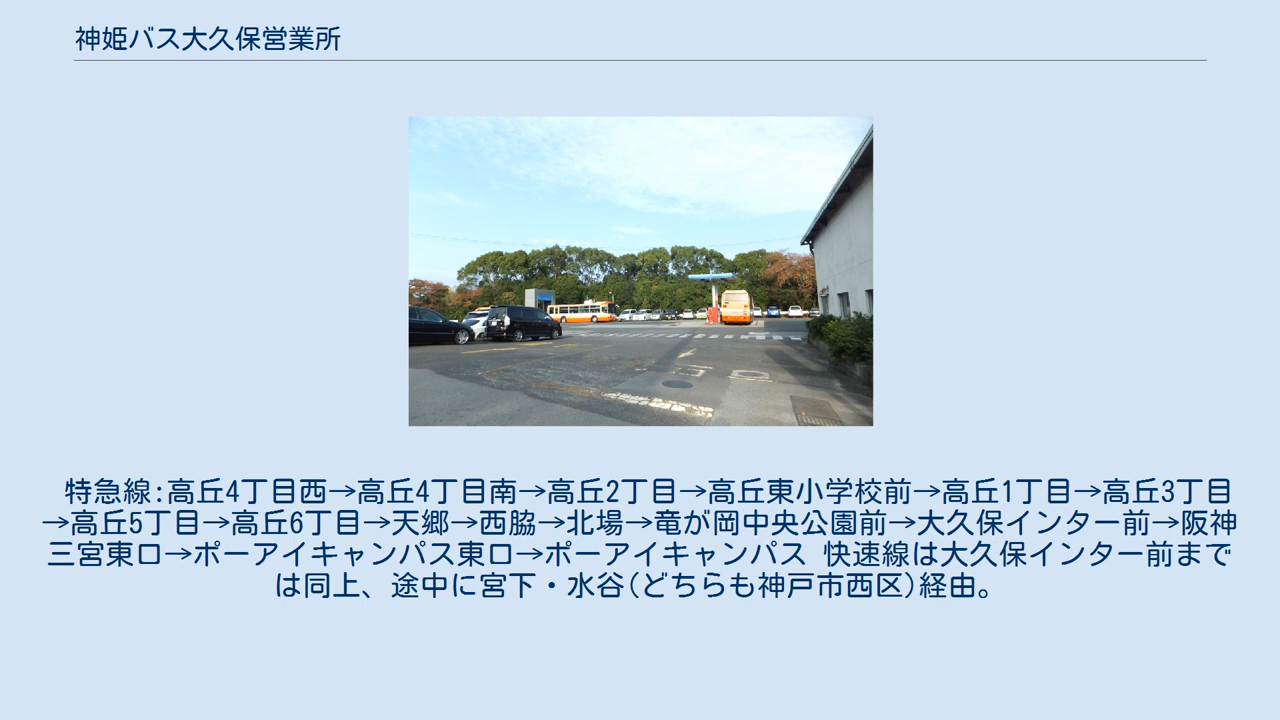 神姫バス大久保営業所
特急線:高丘4丁目西→高丘4丁目南→高丘2丁目→高丘東小学校前→高丘1丁目→高丘3丁目
→高丘5丁目→高丘6丁目→天郷→西脇→北場→竜が岡中央公園前→大久保インター前→阪神
三宮東口→ポーアイキャンパス東口→ポーアイキャンパス 快速線は大久保インター前まで
は同上、途中に宮下・水谷(どちらも神戸市西区)経由。